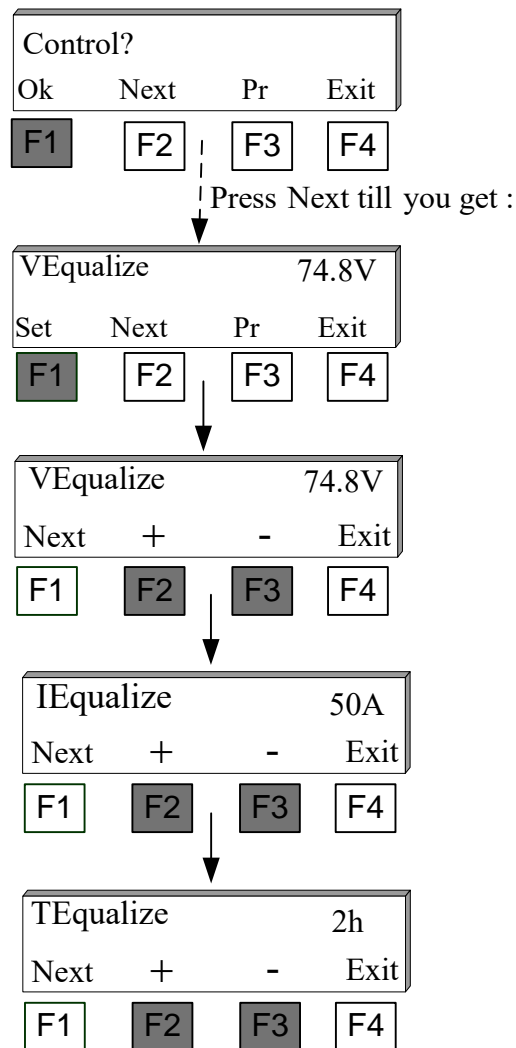 Control?
Ok Next Pr Exit
F1 F2 F3 F4
Press Next till you get :
VEqualize 74.8V
Set Next Pr Exit
F1 F2 F3 F4
VEqualize 74.8V
Next + - Exit
F1 F2 F3 F4
IEqualize 50A
Next + - Exit
F1 F2 F3 F4
TEqualize 2h
Next + - Exit
F1 F2 F3 F4